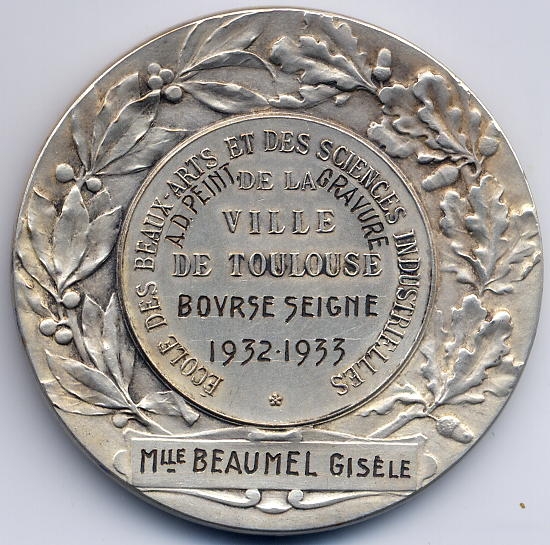 ÉCOLE DES BEAUX-ARTS ET DES SCIENCES INDUSTRIELLES
A.D. PEINT GRAVURE
DE LA
VILLE
DE TOULOUSE
BOVRSE SEIGNE
1932·1933
*
MLLE BEAUMEL GISÈLE